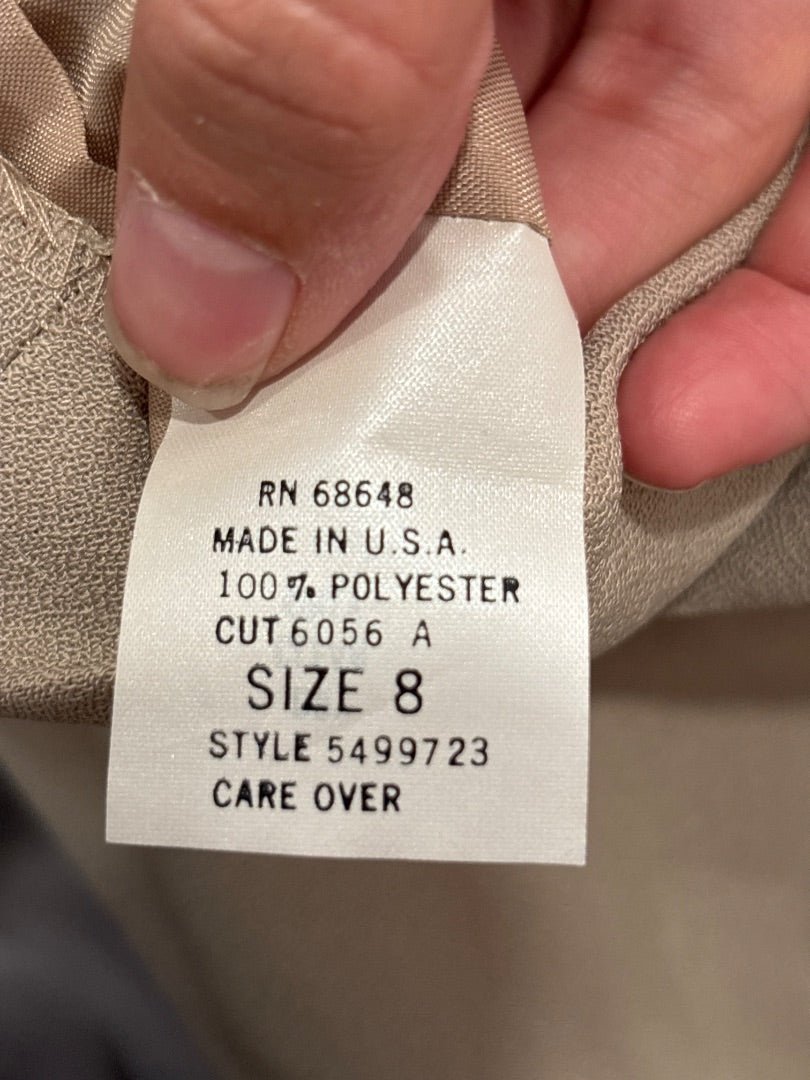 RN 68648
MADE IN U.S.A.
100% POLYESTER
CUT 6056 A
SIZE 8
STYLE 5499723
CARE OVER